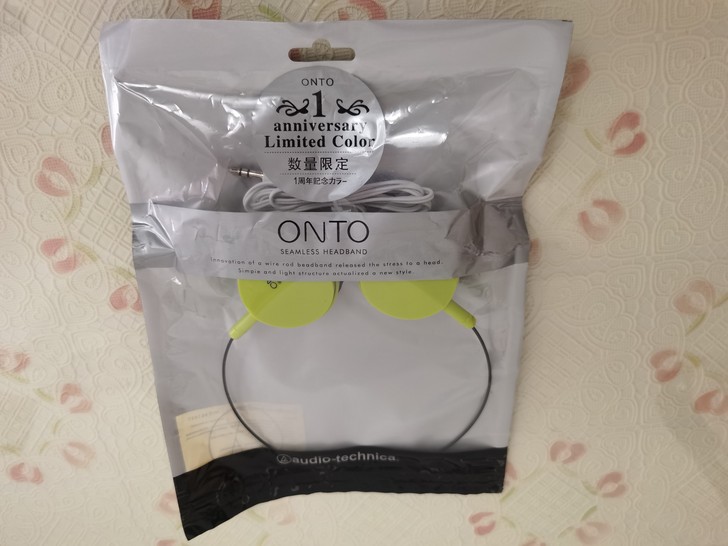 ONTO
1
anniversary
Limited Color
数量限定
1周年記念カラー
ONTO
SEAMLESS HEADBAND
Innovation of a wire rod headband released the stress to a head.
Simple and light structure actualized a new style.
audio-technica.